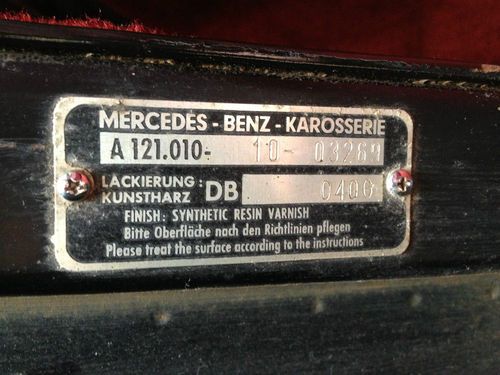 MERCEDES - BENZ - KAROSSERIE
A 121.010- 10- 03269
LACKIERUNG:
KUNSTHARZ DB 0400
FINISH: SYNTHETIC RESIN VARNISH
Bitte Oberfläche nach den Richtlinien pflegen
Please treat the surface according to the instructions